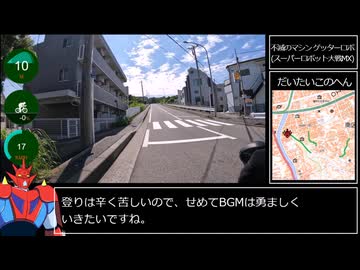 10
不滅のマシンゲッターロボ
(スーパーロボット大戦MX)
だいたいこのへん
-0-
17
登りは辛く苦しいので、せめてBGMは勇ましく
いきたいですね。